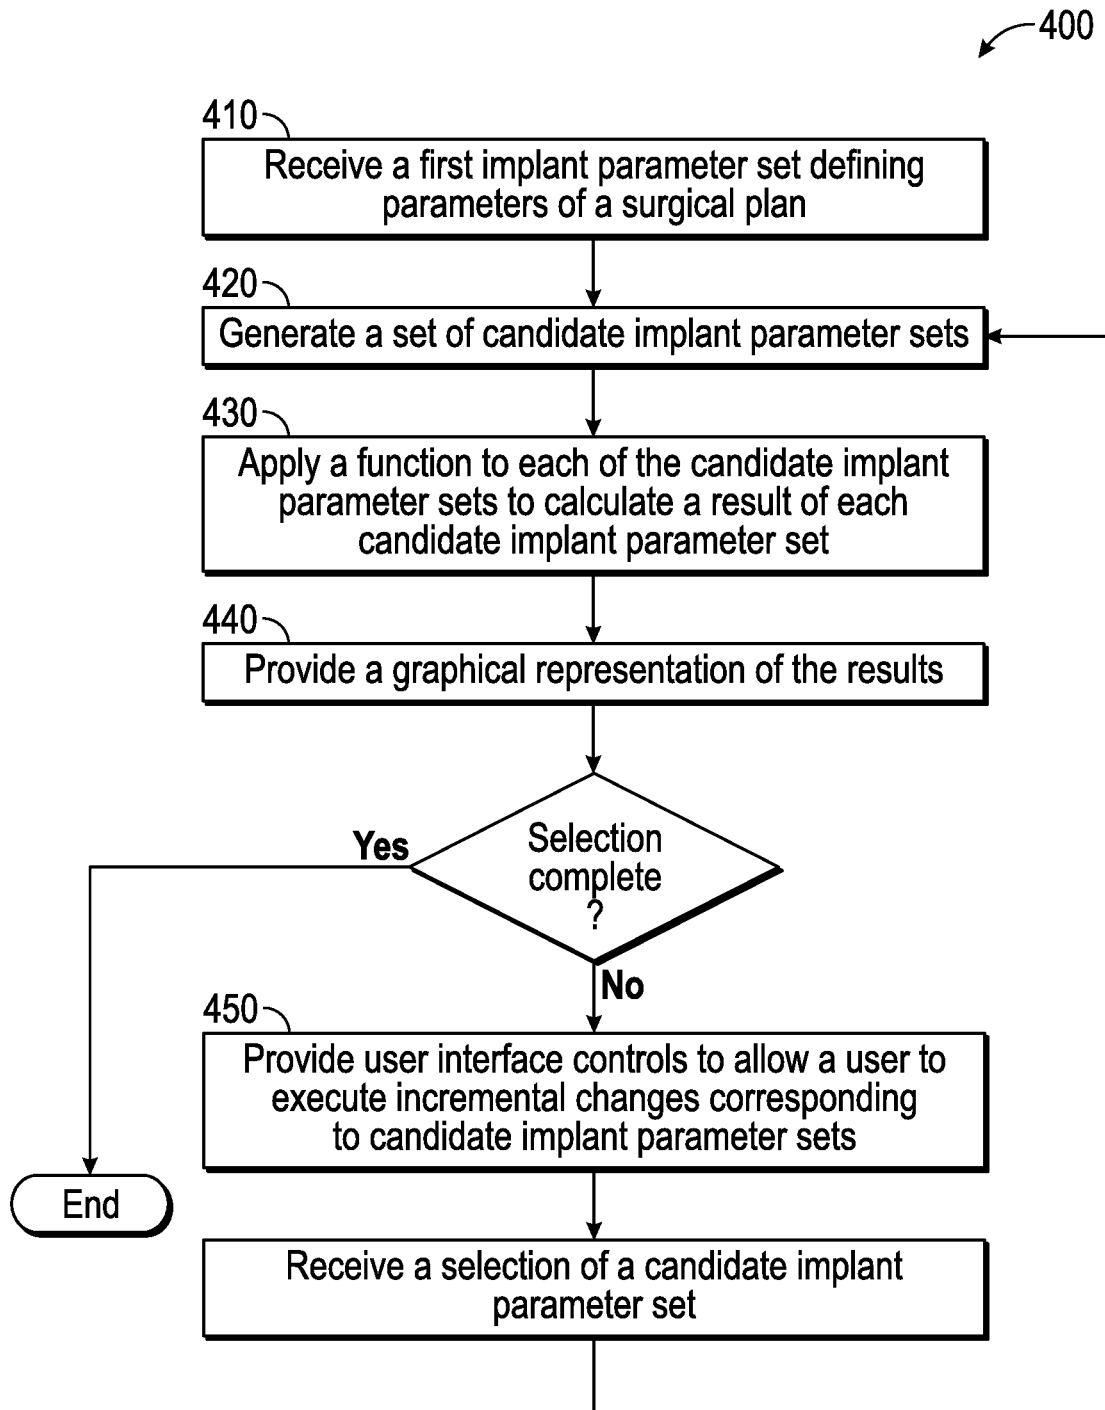 400
410
Receive a first implant parameter set defining
parameters of a surgical plan
420
Generate a set of candidate implant parameter sets
430
Apply a function to each of the candidate implant
parameter sets to calculate a result of each
candidate implant parameter set
440
Provide a graphical representation of the results
Yes
Selection
complete
?
No
450
Provide user interface controls to allow a user to
execute incremental changes corresponding
to candidate implant parameter sets
End
Receive a selection of a candidate implant
parameter set